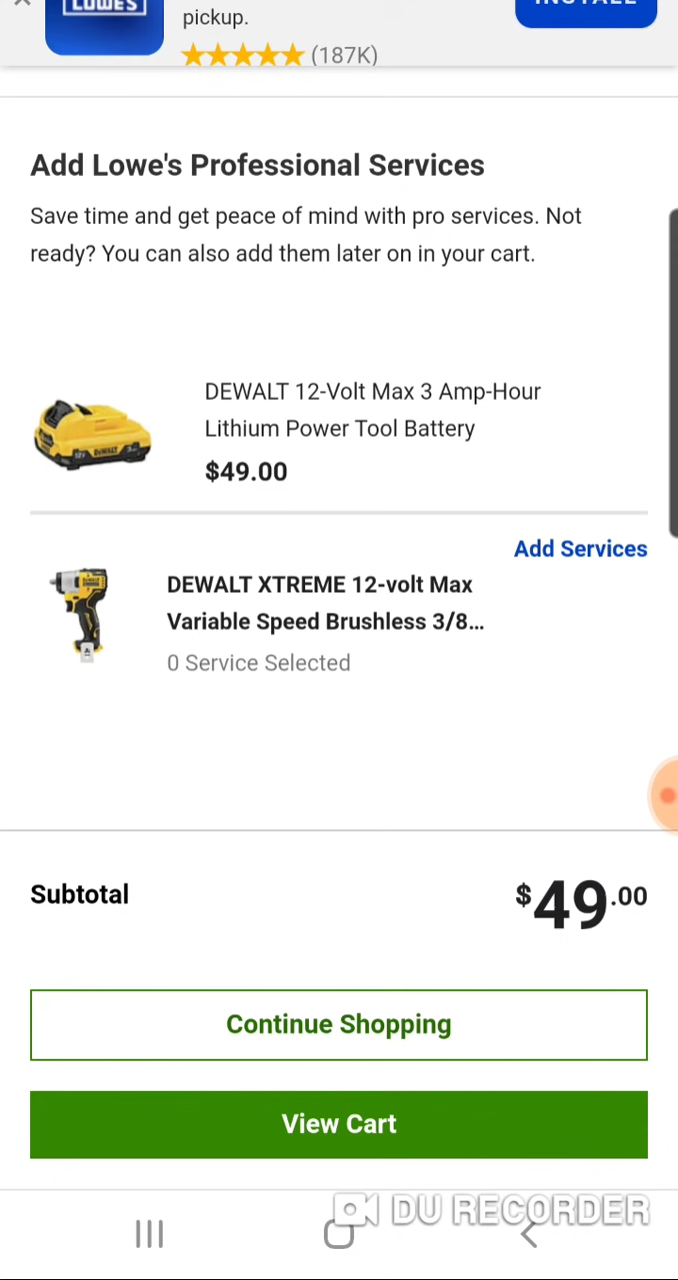 LOWE'S
pickup.
INSTALL
(187K)
Add Lowe's Professional Services
Save time and get peace of mind with pro services. Not
ready? You can also add them later on in your cart.
DEWALT 12-Volt Max 3 Amp-Hour
Lithium Power Tool Battery
$49.00
DEWALT
Add Services
DEWALT XTREME 12-volt Max
Variable Speed Brushless 3/8...
0 Service Selected
Subtotal
$49.00
Continue Shopping
View Cart
DU RECORDER